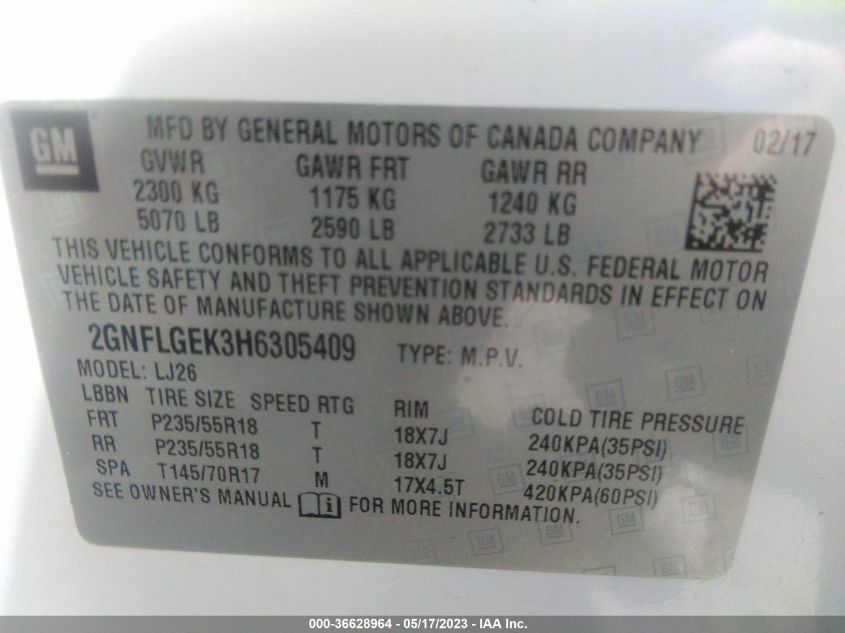 GM
MFD BY GENERAL MOTORS OF CANADA COMPANY 02/17
GVWR GAWR FRT GAWR RR
2300 KG 1175 KG 1240 KG
5070 LB 2590 LB 2733 LB
THIS VEHICLE CONFORMS TO ALL APPLICABLE U.S. FEDERAL MOTOR
VEHICLE SAFETY AND THEFT PREVENTION STANDARDS IN EFFECT ON
THE DATE OF MANUFACTURE SHOWN ABOVE.
2GNFLGEK3H6305409 TYPE: M.P.V.
MODEL: LJ26
LBBN TIRE SIZE SPEED RTG RIM COLD TIRE PRESSURE
FRT P235/55R18 T 18X7J 240KPA(35PSI)
RR P235/55R18 T 18X7J 240KPA(35PSI)
SPA T145/70R17 M 17X4.5T 420KPA(60PSI)
SEE OWNER'S MANUAL i FOR MORE INFORMATION.
000-36628964 - 05/17/2023 - IAA Inc.